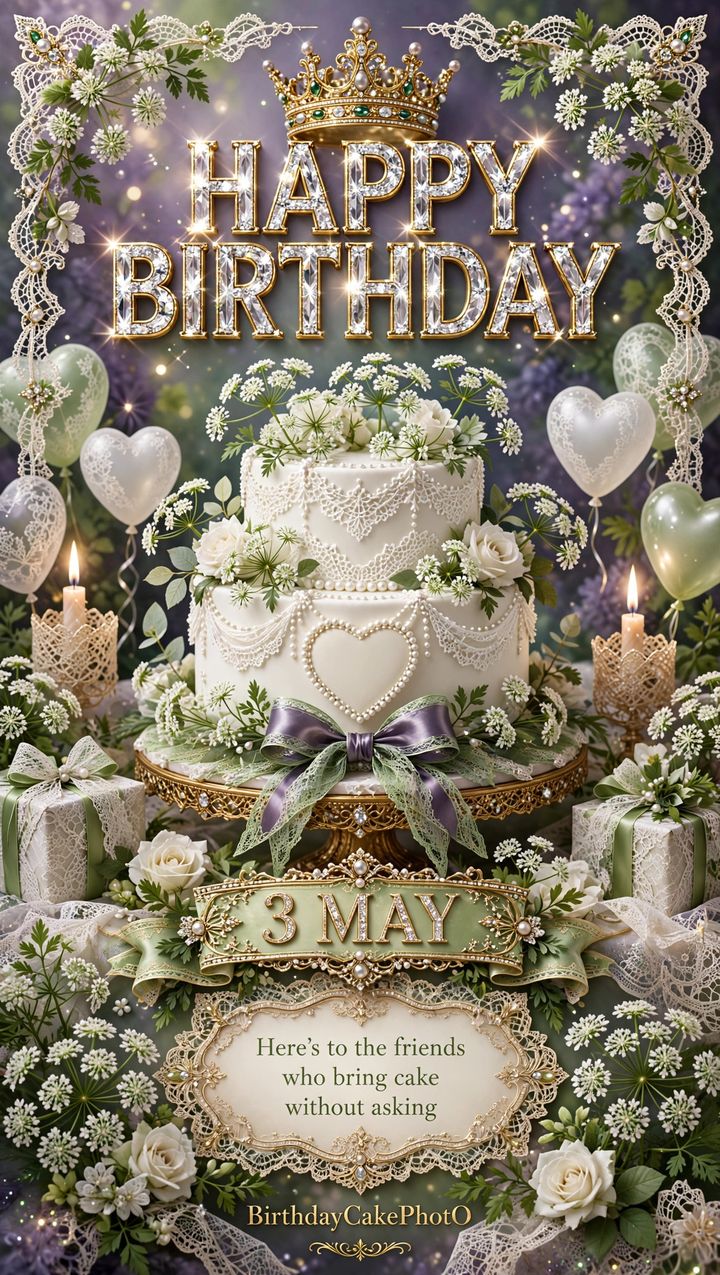 HAPPY
BIRTHDAY
3 MAY
Here's to the friends
who bring cake
without asking
BirthdayCakePhotO